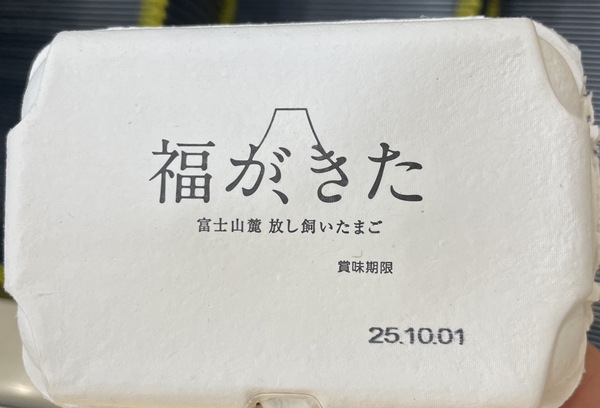 福が、きた
富士山麓 放し飼いたまご
賞味期限
25.10.01